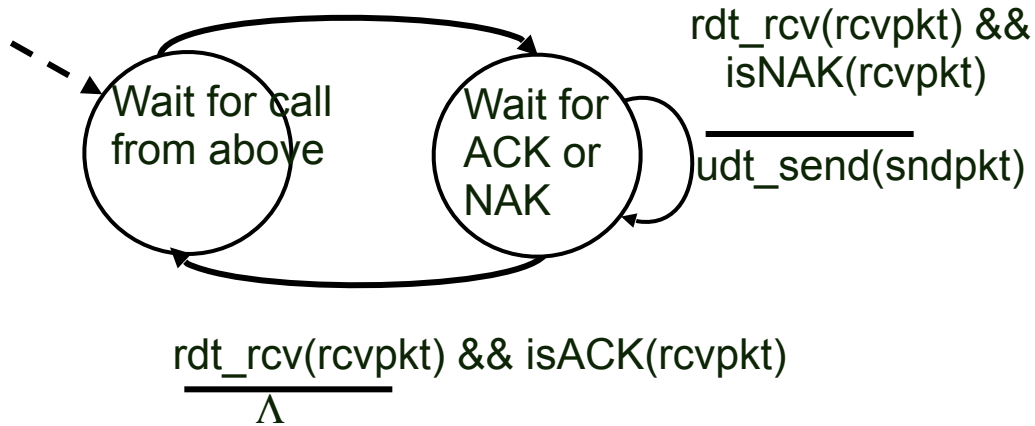 rdt_rcv(rcvpkt) &&
isNAK(rcvpkt)
udt_send(sndpkt)
Wait for call
from above
Wait for
ACK or
NAK
rdt_rcv(rcvpkt) && isACK(rcvpkt)
Λ